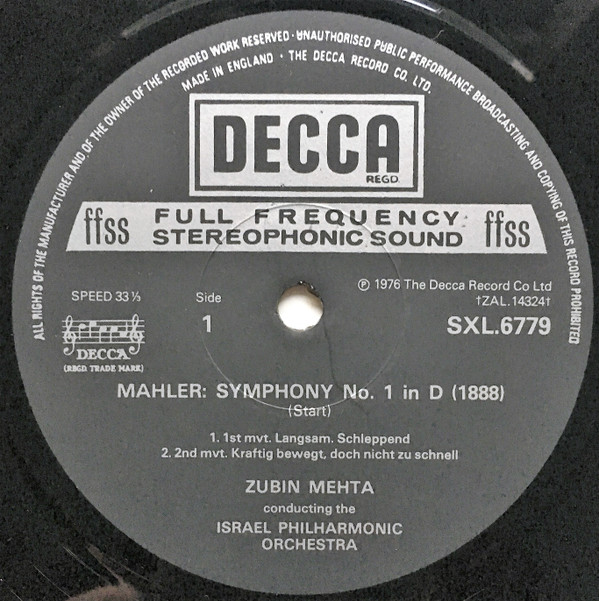 ALL RIGHTS OF THE MANUFACTURER AND OF THE OWNER OF THE RECORDED WORK RESERVED · UNAUTHORISED PUBLIC PERFORMANCE BROADCASTING AND COPYING OF THIS RECORD PROHIBITED
MADE IN ENGLAND · THE DECCA RECORD CO. LTD.
DECCA
REGD.
ffss FULL FREQUENCY ffss
STEREOPHONIC SOUND
SPEED 33⅓
Side
1
℗ 1976 The Decca Record Co Ltd
†ZAL.14324†
SXL.6779
DECCA
(REGD. TRADE MARK)
MAHLER: SYMPHONY No. 1 in D (1888)
(Start)
1. 1st mvt. Langsam. Schleppend
2. 2nd mvt. Kraftig bewegt, doch nicht zu schnell
ZUBIN MEHTA
conducting the
ISRAEL PHILHARMONIC
ORCHESTRA